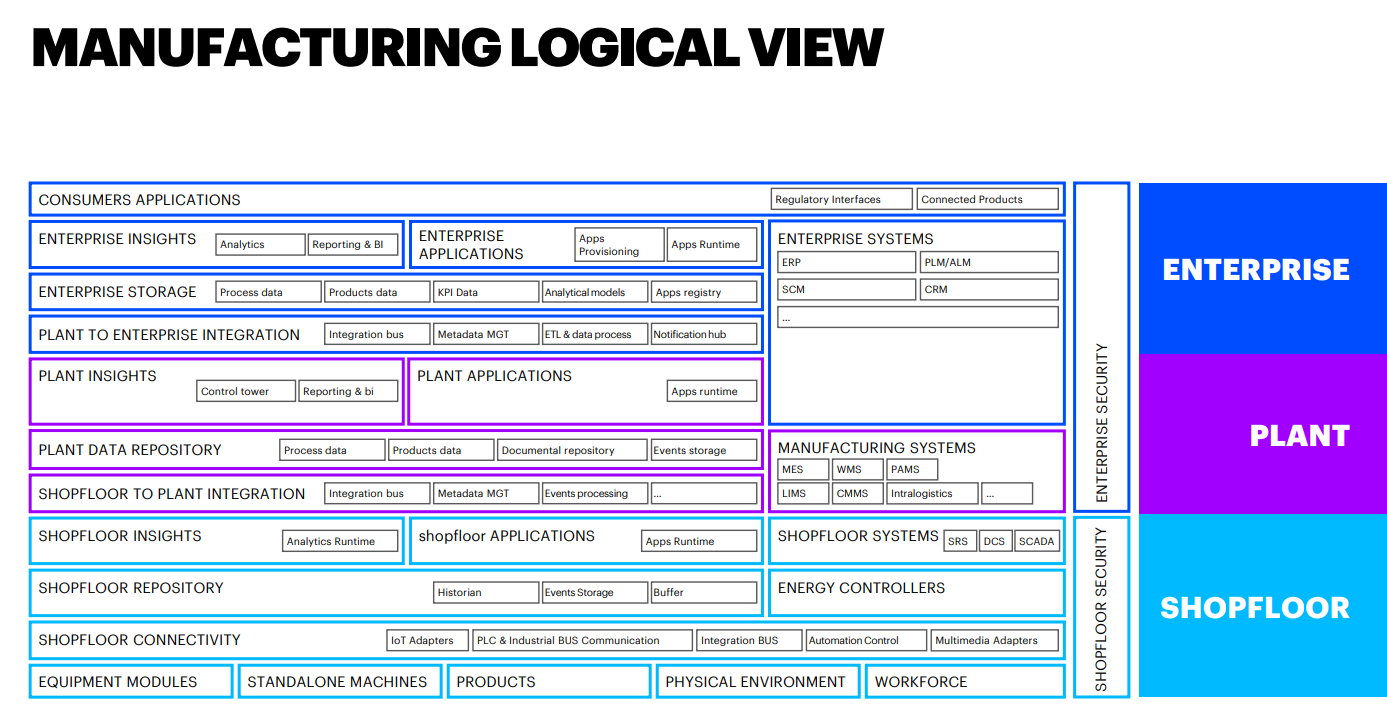 MANUFACTURING LOGICAL VIEW
CONSUMERS APPLICATIONS
Regulatory Interfaces
Connected Products
ENTERPRISE INSIGHTS
Analytics
Reporting & BI
ENTERPRISE
APPLICATIONS
Apps
Provisioning
Apps Runtime
ENTERPRISE SYSTEMS
ERP
PLM/ALM
SCM
CRM
...
ENTERPRISE STORAGE
Process data
Products data
KPI Data
Analytical models
Apps registry
PLANT TO ENTERPRISE INTEGRATION
Integration bus
Metadata MGT
ETL & data process
Notification hub
PLANT INSIGHTS
Control tower
Reporting & bi
PLANT APPLICATIONS
Apps runtime
PLANT DATA REPOSITORY
Process data
Products data
Documental repository
Events storage
MANUFACTURING SYSTEMS
MES
WMS
PAMS
LIMS
CMMS
Intralogistics
...
SHOPFLOOR TO PLANT INTEGRATION
Integration bus
Metadata MGT
Events processing
...
SHOPFLOOR INSIGHTS
Analytics Runtime
shopfloor APPLICATIONS
Apps Runtime
SHOPFLOOR SYSTEMS
SRS
DCS
SCADA
SHOPFLOOR REPOSITORY
Historian
Events Storage
Buffer
ENERGY CONTROLLERS
SHOPFLOOR CONNECTIVITY
IoT Adapters
PLC & Industrial BUS Communication
Integration BUS
Automation Control
Multimedia Adapters
EQUIPMENT MODULES
STANDALONE MACHINES
PRODUCTS
PHYSICAL ENVIRONMENT
WORKFORCE
ENTERPRISE SECURITY
SHOPFLOOR SECURITY
ENTERPRISE
PLANT
SHOPFLOOR